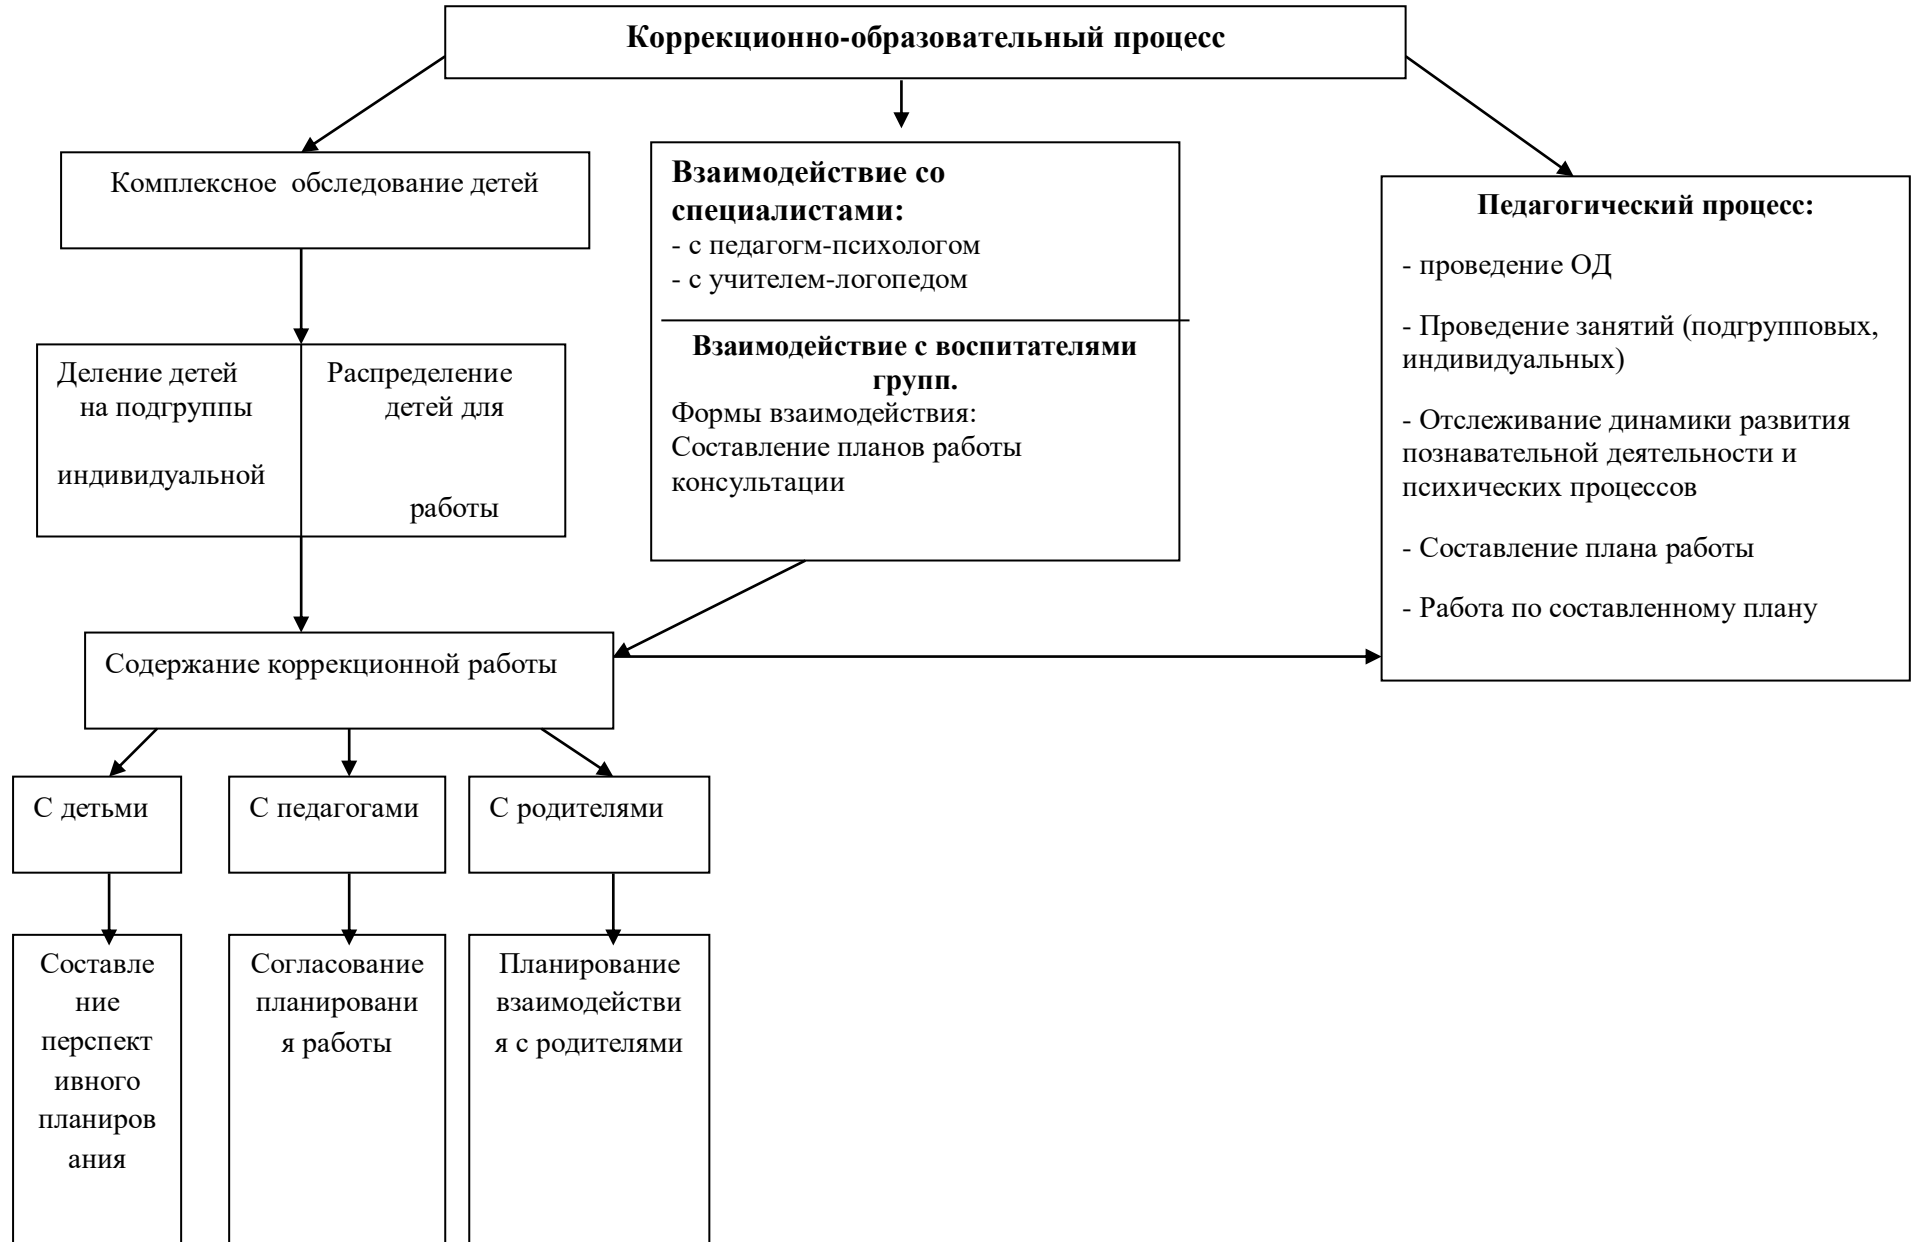 Коррекционно-образовательный процесс
Комплексное обследование детей
Деление детей
на подгруппы
индивидуальной
Распределение
детей для
работы
Взаимодействие со
специалистами:
- с педагогм-психологом
- с учителем-логопедом
Взаимодействие с воспитателями
групп.
Формы взаимодействия:
Составление планов работы
консультации
Педагогический процесс:
- проведение ОД
- Проведение занятий (подгрупповых,
индивидуальных)
- Отслеживание динамики развития
познавательной деятельности и
психических процессов
- Составление плана работы
- Работа по составленному плану
Содержание коррекционной работы
С детьми
С педагогами
С родителями
Составле
ние
перспект
ивного
планиров
ания
Согласование
планировани
я работы
Планирование
взаимодействи
я с родителями